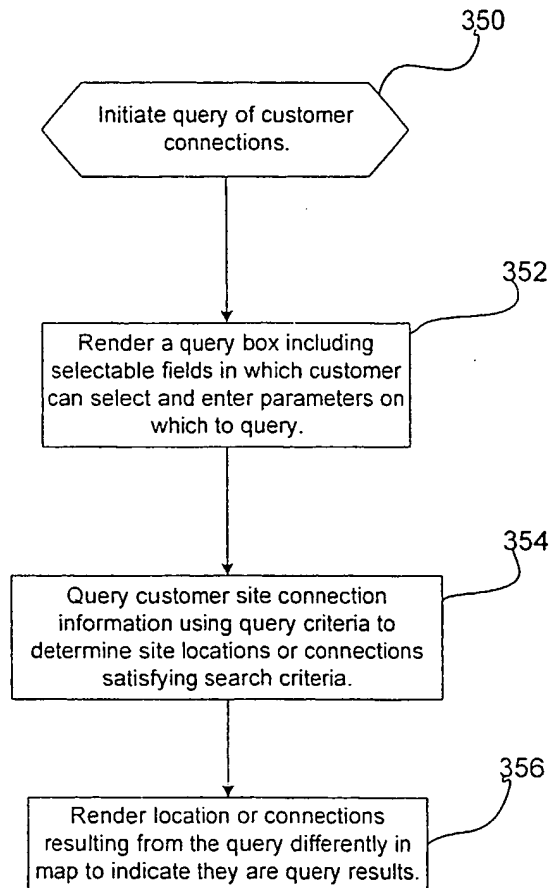 350
Initiate query of customer
connections.
352
Render a query box including
selectable fields in which customer
can select and enter parameters on
which to query.
354
Query customer site connection
information using query criteria to
determine site locations or connections
satisfying search criteria.
356
Render location or connections
resulting from the query differently in
map to indicate they are query results.